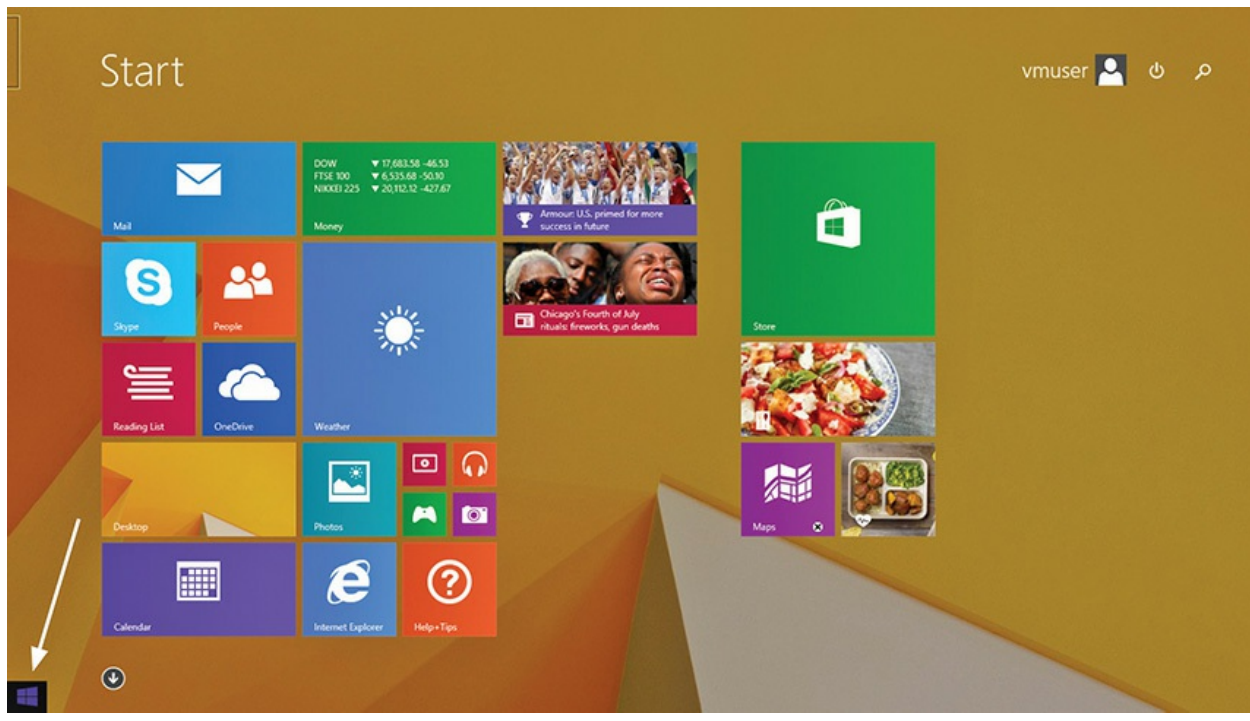 Start
vmuser
Mail
DOW ▼ 17,683.58 -46.53
FTSE 100 ▼ 6,535.68 -50.10
NIKKEI 225 ▼ 20,112.12 -427.67
Money
Armour: U.S. primed for more
success in future
Skype
People
Weather
Chicago's Fourth of July
rituals: fireworks, gun deaths
Store
Reading List
OneDrive
Desktop
Photos
Maps
Calendar
Internet Explorer
Help+Tips